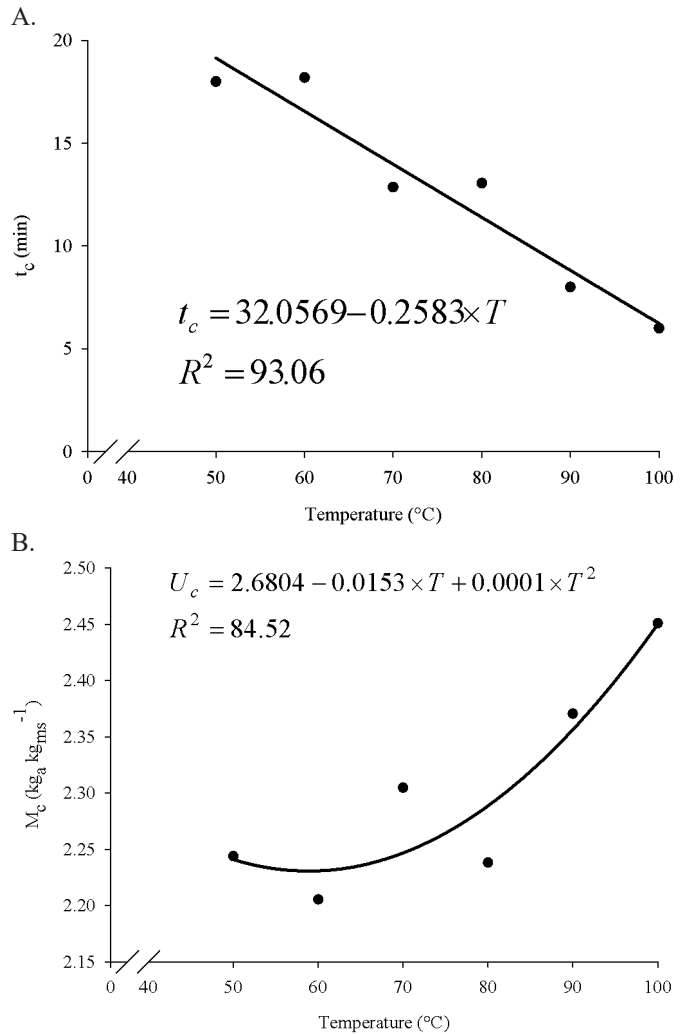 A.
20
15
10
5
0
t_c (min)
t_c = 32.0569−0.2583×T
R² = 93.06
0 40 50 60 70 80 90 100
Temperature (°C)
B.
2.50
2.45
2.40
2.35
2.30
2.25
2.20
2.15
M_c (kg_a kg_ms⁻¹)
U_c = 2.6804 − 0.0153 × T + 0.0001 × T²
R² = 84.52
0 40 50 60 70 80 90 100
Temperature (°C)